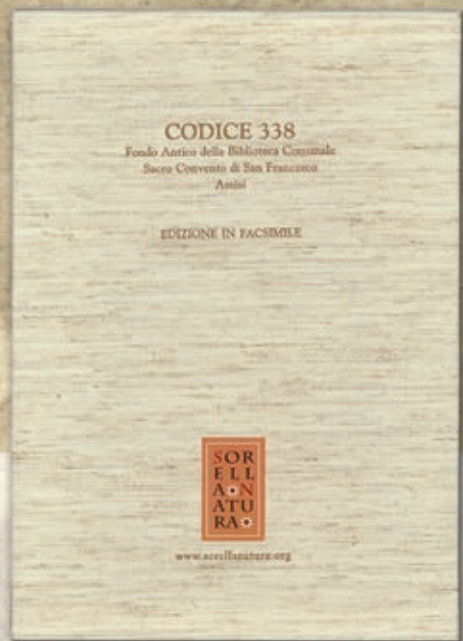 CODICE 338
Fondo Antico della Biblioteca Comunale
Sacro Convento di San Francesco
Assisi
EDIZIONE IN FACSIMILE
SOR
ELL
A•N
ATU
RA•
www.sorellanatura.org